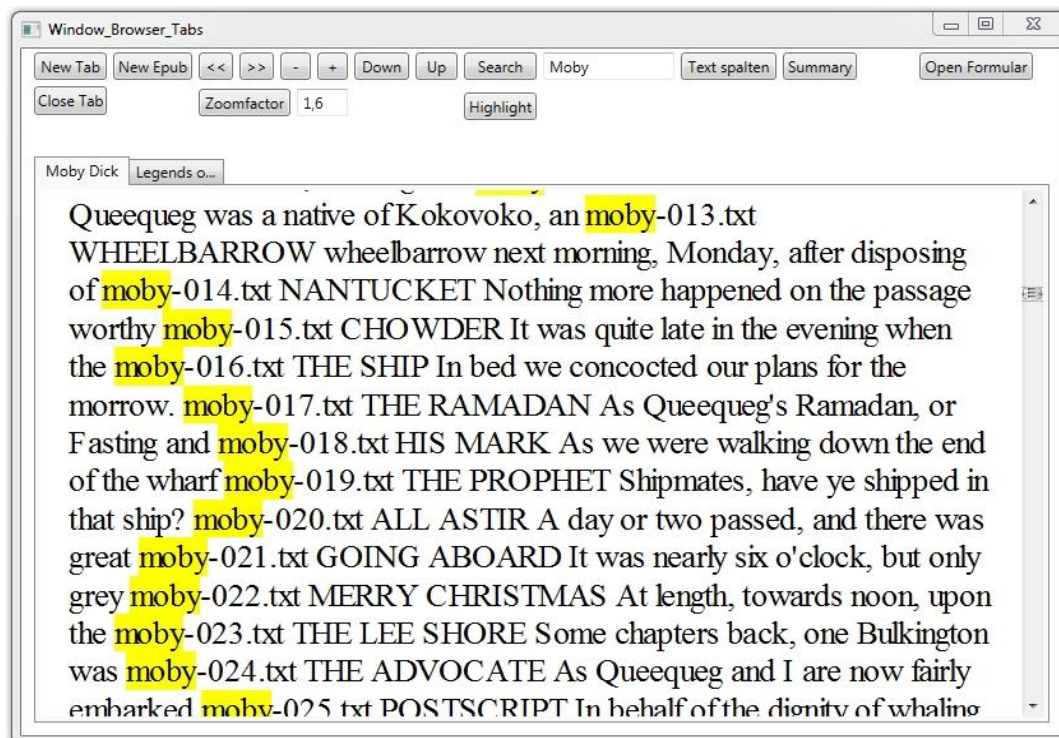 Window_Browser_Tabs
New Tab New Epub << >> - + Down Up Search Moby Text spalten Summary Open Formular
Close Tab Zoomfactor 1,6 Highlight
Moby Dick Legends o...
Queequeg was a native of Kokovoko, an moby-013.txt
WHEELBARROW wheelbarrow next morning, Monday, after disposing
of moby-014.txt NANTUCKET Nothing more happened on the passage
worthy moby-015.txt CHOWDER It was quite late in the evening when
the moby-016.txt THE SHIP In bed we concocted our plans for the
morrow. moby-017.txt THE RAMADAN As Queequeg's Ramadan, or
Fasting and moby-018.txt HIS MARK As we were walking down the end
of the wharf moby-019.txt THE PROPHET Shipmates, have ye shipped in
that ship? moby-020.txt ALL ASTIR A day or two passed, and there was
great moby-021.txt GOING ABOARD It was nearly six o'clock, but only
grey moby-022.txt MERRY CHRISTMAS At length, towards noon, upon
the moby-023.txt THE LEE SHORE Some chapters back, one Bulkington
was moby-024.txt THE ADVOCATE As Queequeg and I are now fairly
embarked moby-025.txt POSTSCRIPT In behalf of the dignity of whaling,